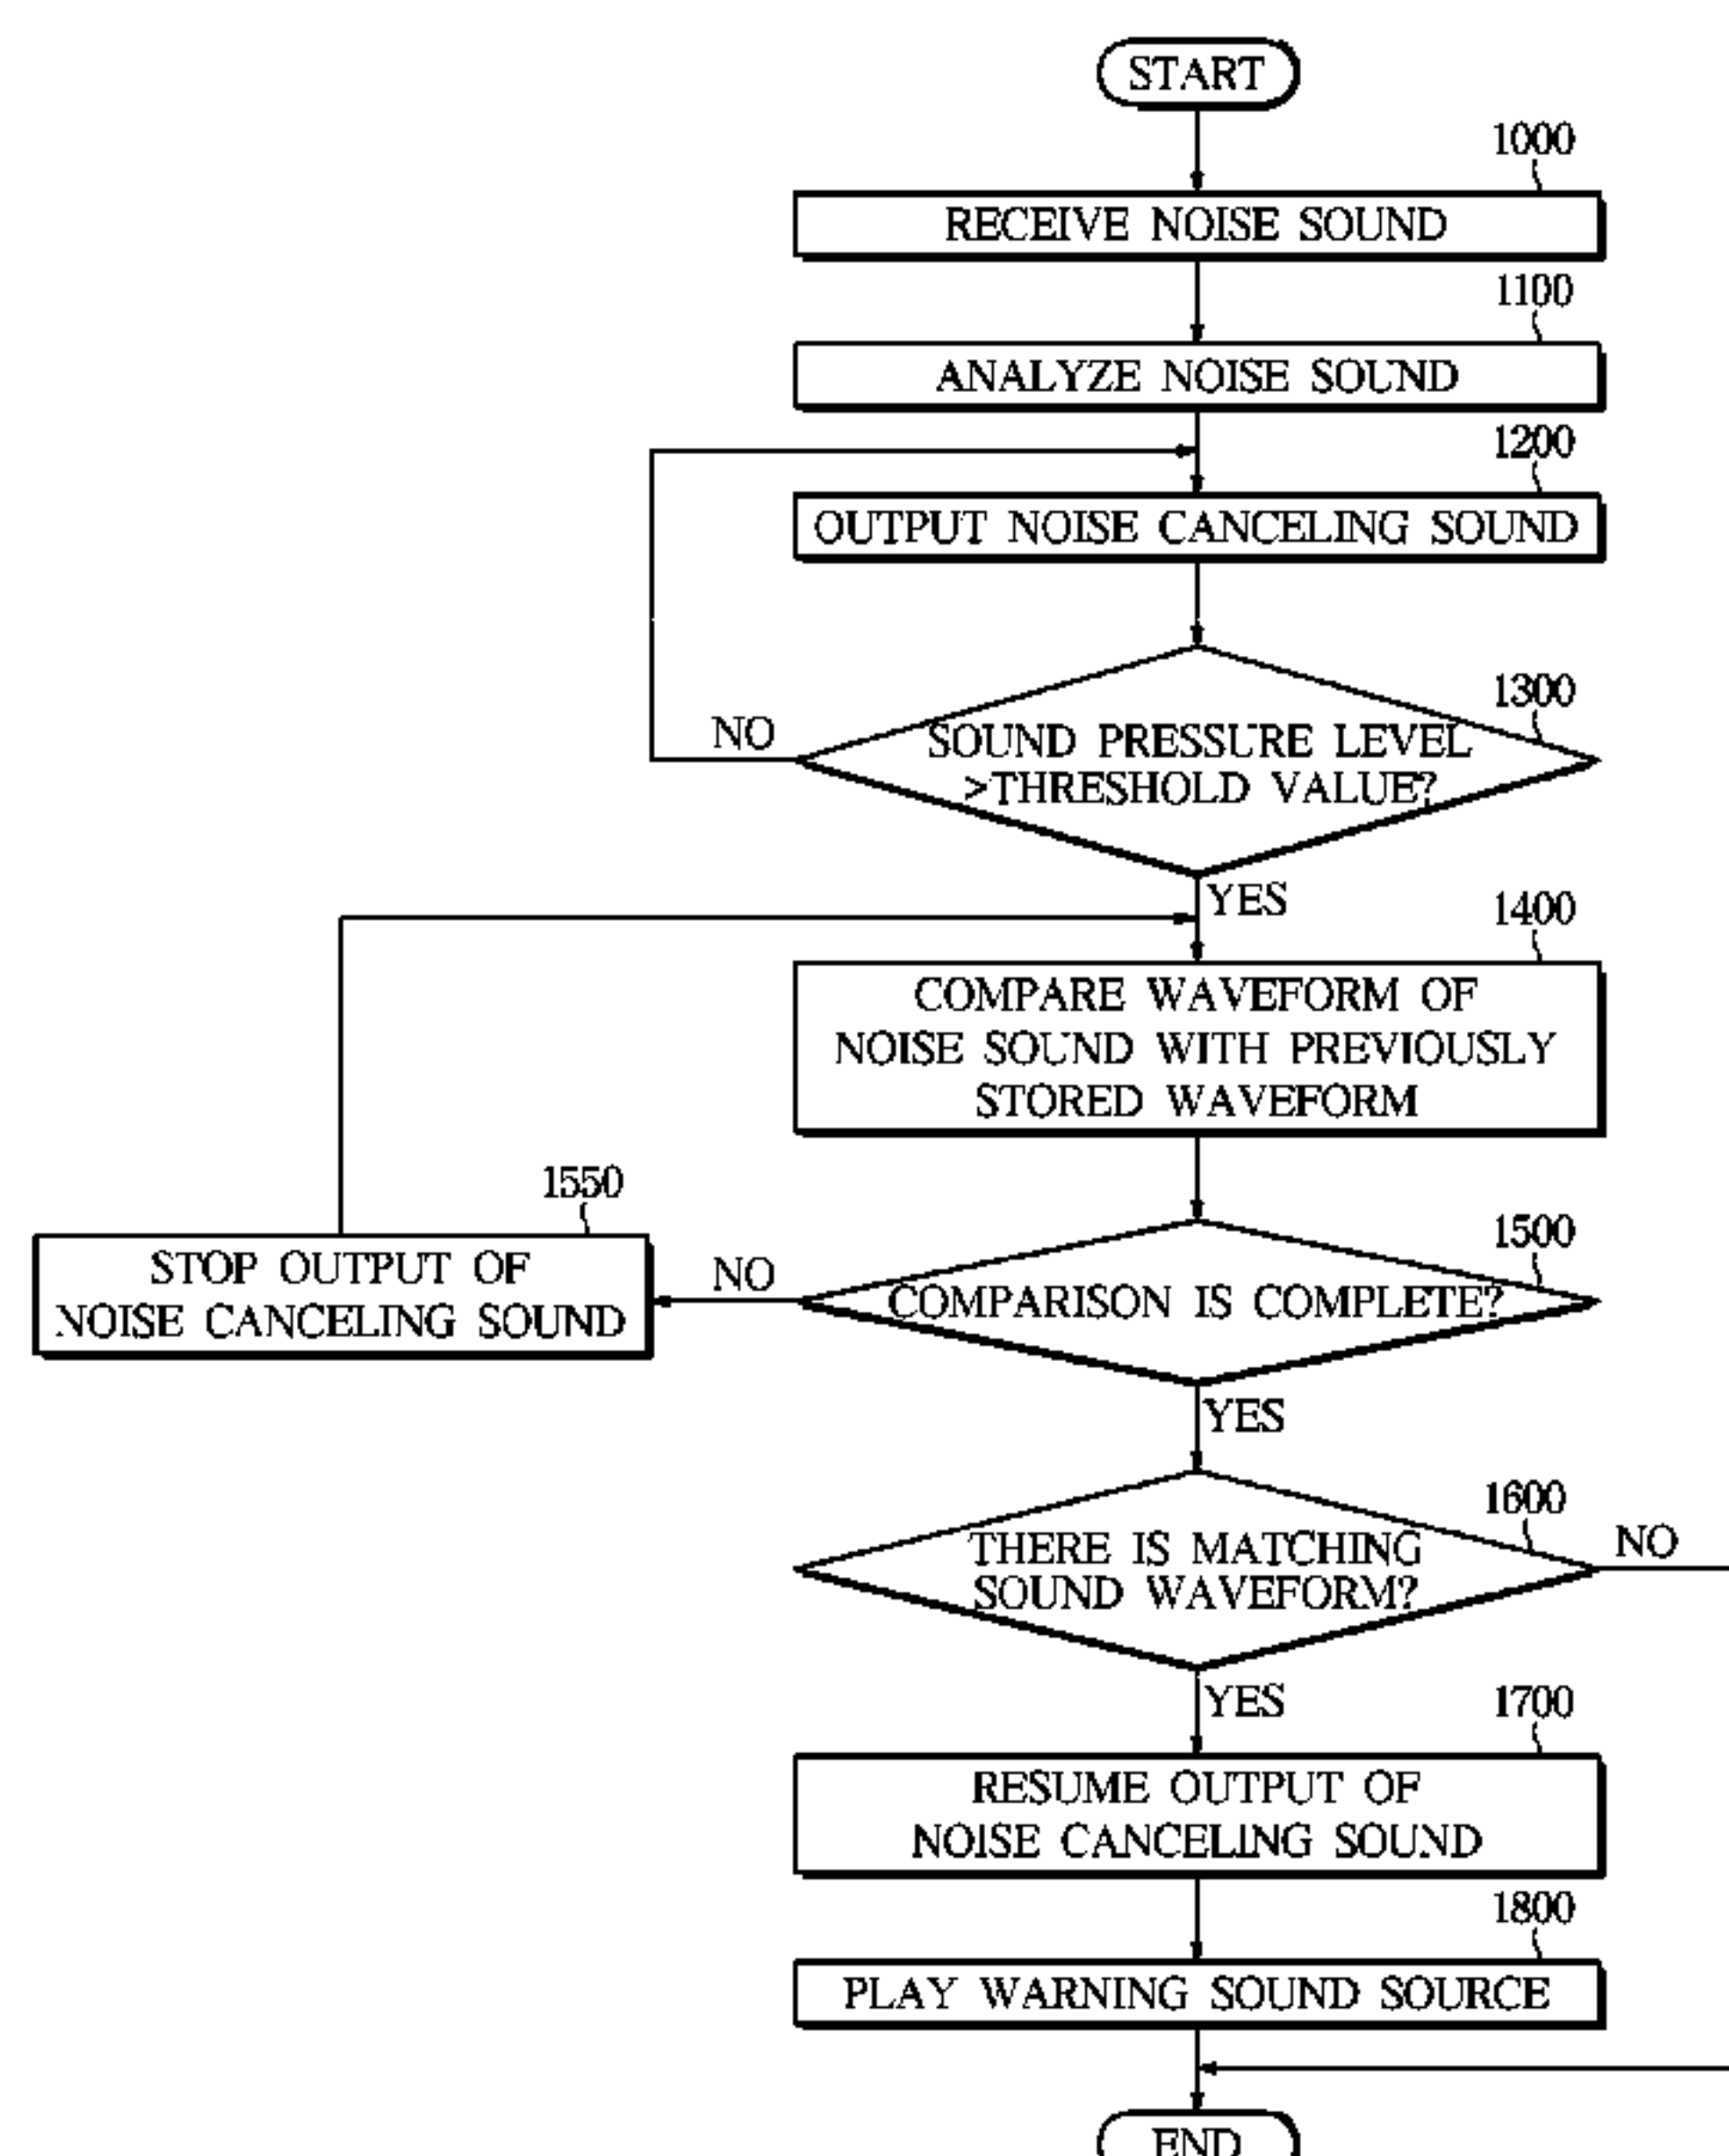 START
1000
RECEIVE NOISE SOUND
1100
ANALYZE NOISE SOUND
1200
OUTPUT NOISE CANCELING SOUND
1300
NO
SOUND PRESSURE LEVEL
>THRESHOLD VALUE?
YES
1400
COMPARE WAVEFORM OF
NOISE SOUND WITH PREVIOUSLY
STORED WAVEFORM
1550
STOP OUTPUT OF
NOISE CANCELING SOUND
NO
1500
COMPARISON IS COMPLETE?
YES
1600
NO
THERE IS MATCHING
SOUND WAVEFORM?
YES
1700
RESUME OUTPUT OF
NOISE CANCELING SOUND
1800
PLAY WARNING SOUND SOURCE
END